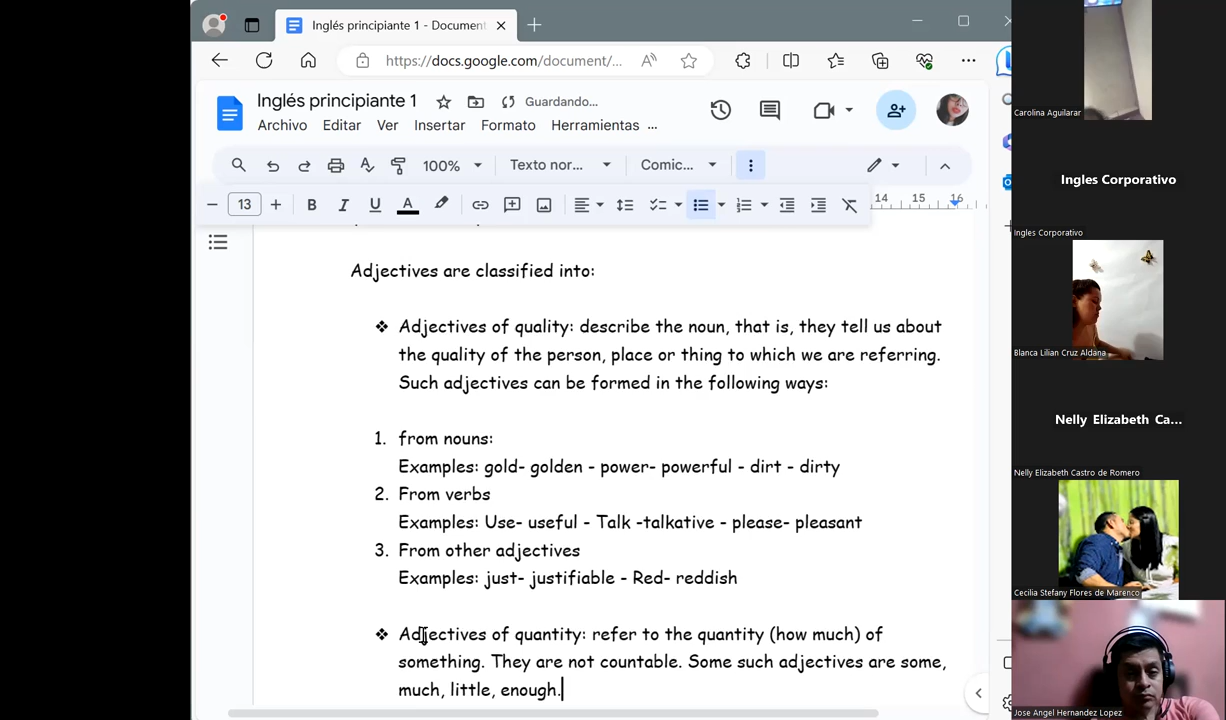 Inglés principiante 1 - Document
https://docs.google.com/document/...
Inglés principiante 1
Guardando...
Archivo Editar Ver Insertar Formato Herramientas ...
100% Texto nor... Comic...
13
14 15 16
Adjectives are classified into:
❖ Adjectives of quality: describe the noun, that is, they tell us about
the quality of the person, place or thing to which we are referring.
Such adjectives can be formed in the following ways:
1. from nouns:
Examples: gold- golden - power- powerful - dirt - dirty
2. From verbs
Examples: Use- useful - Talk -talkative - please- pleasant
3. From other adjectives
Examples: just- justifiable - Red- reddish
❖ Adjectives of quantity: refer to the quantity (how much) of
something. They are not countable. Some such adjectives are some,
much, little, enough.
Carolina Aguilarar
Ingles Corporativo
Ingles Corporativo
Blanca Lilian Cruz Aldana
Nelly Elizabeth Ca...
Nelly Elizabeth Castro de Romero
Cecilia Stefany Flores de Marenco
Jose Angel Hernandez Lopez